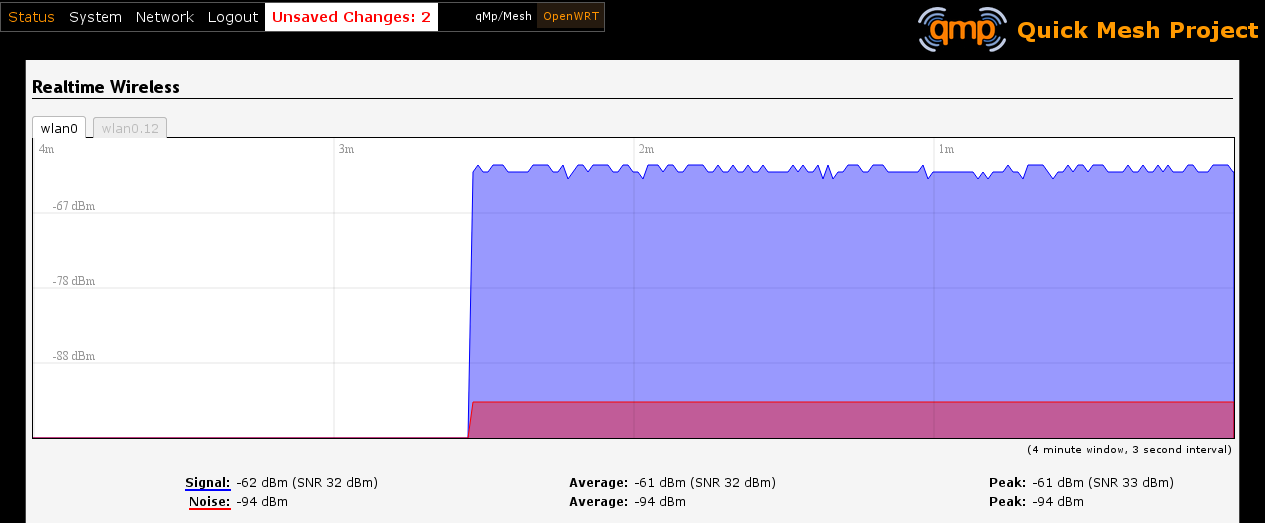 Status System Network Logout Unsaved Changes: 2 qMp/Mesh OpenWRT
qmp Quick Mesh Project
Realtime Wireless
wlan0 wlan0.12
4m 3m 2m 1m
-67 dBm
-78 dBm
-88 dBm
(4 minute window, 3 second interval)
Signal: -62 dBm (SNR 32 dBm) Average: -61 dBm (SNR 32 dBm) Peak: -61 dBm (SNR 33 dBm)
Noise: -94 dBm Average: -94 dBm Peak: -94 dBm